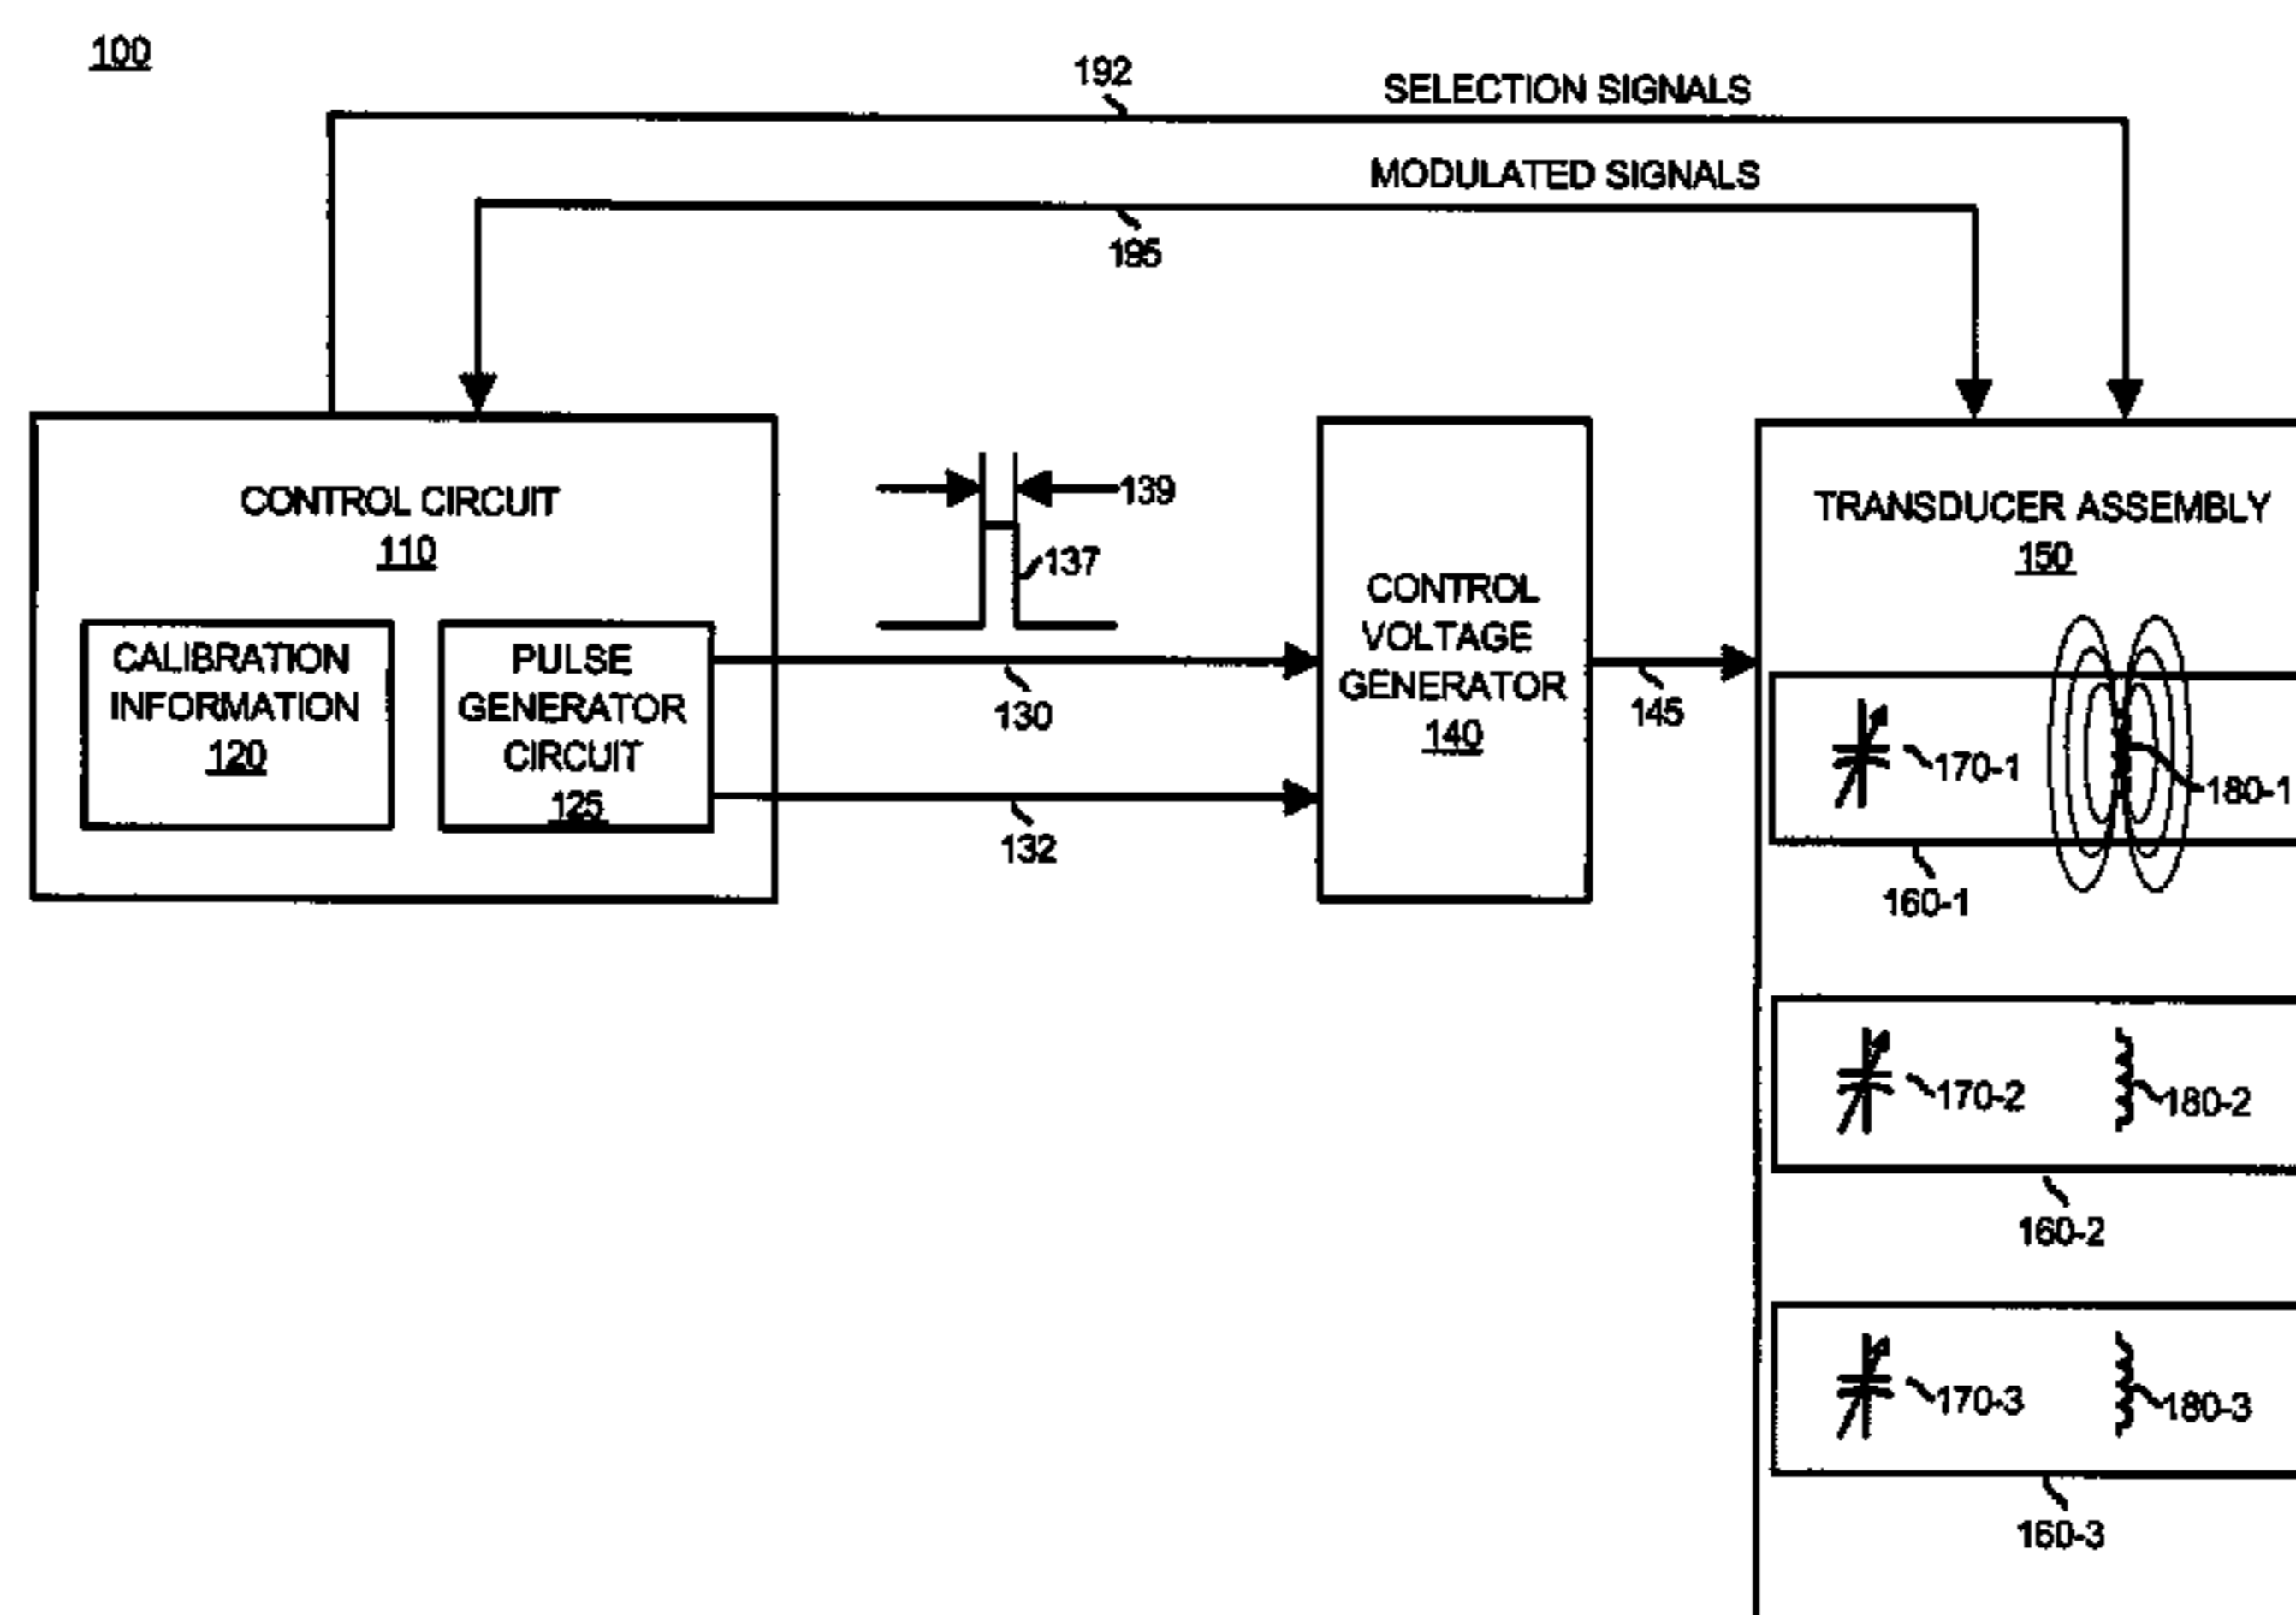 100
192
SELECTION SIGNALS
MODULATED SIGNALS
195
CONTROL CIRCUIT
110
CALIBRATION
INFORMATION
120
PULSE
GENERATOR
CIRCUIT
125
139
137
130
132
CONTROL
VOLTAGE
GENERATOR
140
145
TRANSDUCER ASSEMBLY
150
170-1
180-1
160-1
170-2
180-2
160-2
170-3
180-3
160-3